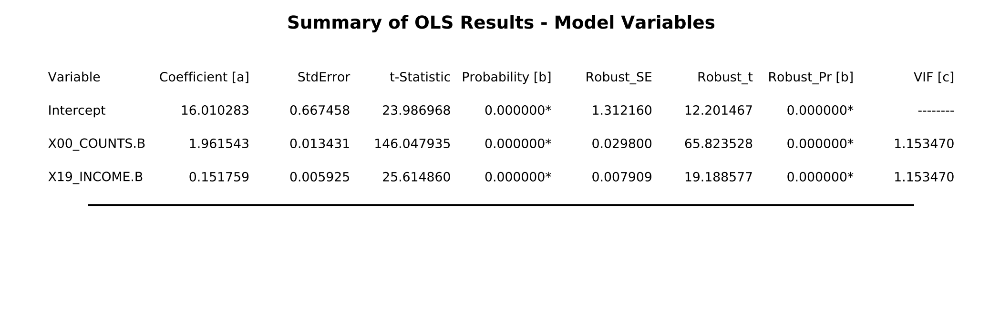 Summary of OLS Results - Model Variables
Variable Coefficient [a] StdError t-Statistic Probability [b] Robust_SE Robust_t Robust_Pr [b] VIF [c]
Intercept 16.010283 0.667458 23.986968 0.000000* 1.312160 12.201467 0.000000* --------
X00_COUNTS.B 1.961543 0.013431 146.047935 0.000000* 0.029800 65.823528 0.000000* 1.153470
X19_INCOME.B 0.151759 0.005925 25.614860 0.000000* 0.007909 19.188577 0.000000* 1.153470